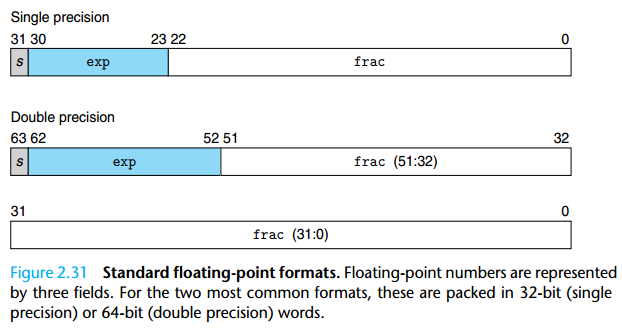 Single precision
31 30 23 22 0
s exp frac
Double precision
63 62 52 51 32
s exp frac (51:32)
31 0
frac (31:0)
Figure 2.31 Standard floating-point formats. Floating-point numbers are represented
by three fields. For the two most common formats, these are packed in 32-bit (single
precision) or 64-bit (double precision) words.